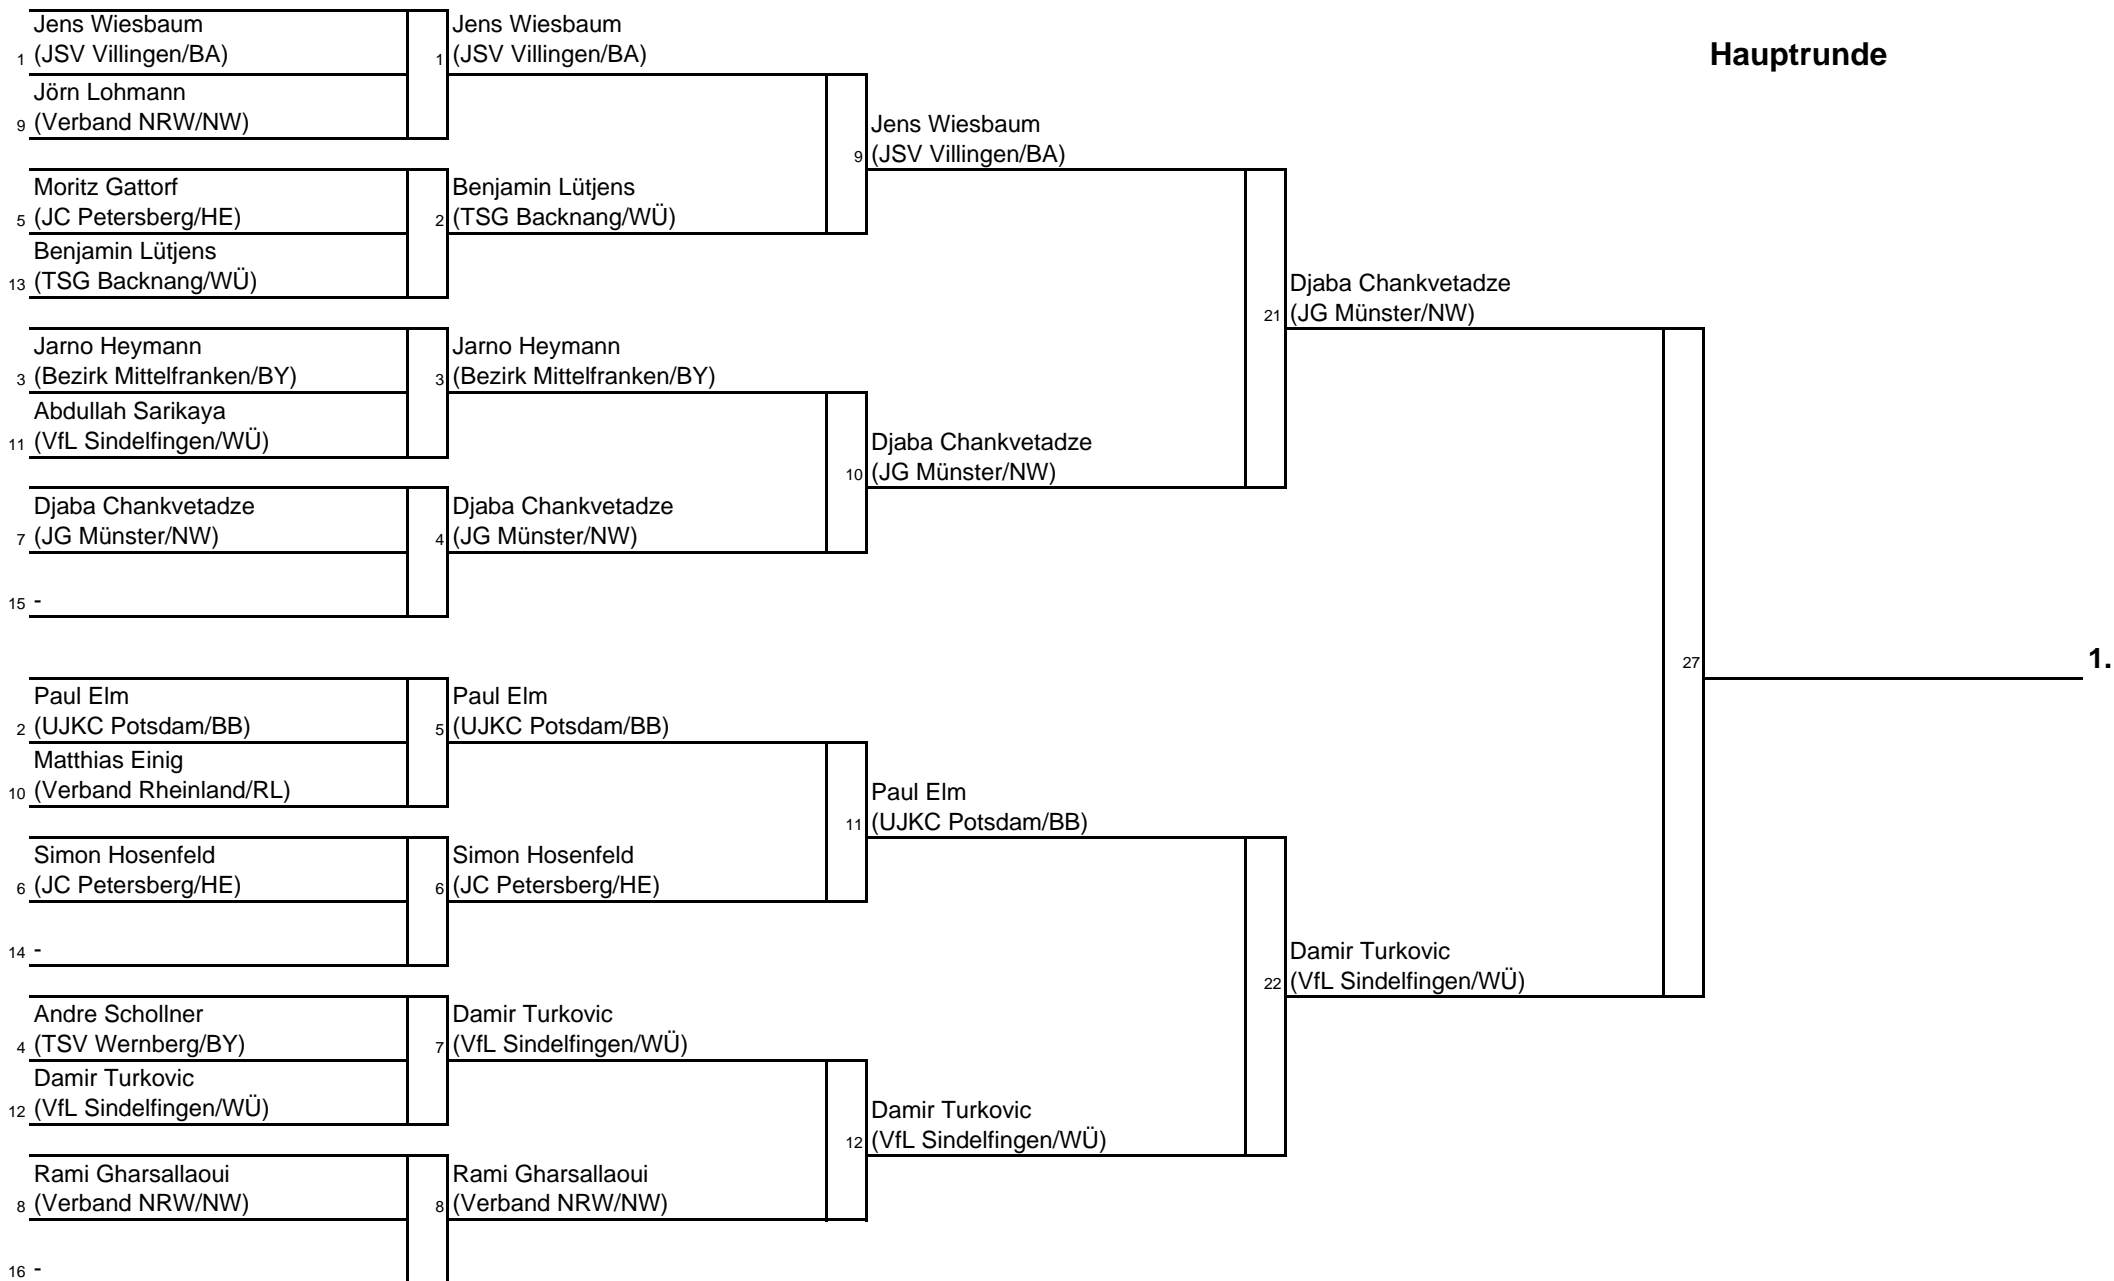 Hauptrunde
Jens Wiesbaum
1 (JSV Villingen/BA)
Jörn Lohmann
9 (Verband NRW/NW)
Moritz Gattorf
5 (JC Petersberg/HE)
Benjamin Lütjens
13 (TSG Backnang/WÜ)
Jarno Heymann
3 (Bezirk Mittelfranken/BY)
Abdullah Sarikaya
11 (VfL Sindelfingen/WÜ)
Djaba Chankvetadze
7 (JG Münster/NW)
15 -
Paul Elm
2 (UJKC Potsdam/BB)
Matthias Einig
10 (Verband Rheinland/RL)
Simon Hosenfeld
6 (JC Petersberg/HE)
14 -
Andre Schollner
4 (TSV Wernberg/BY)
Damir Turkovic
12 (VfL Sindelfingen/WÜ)
Rami Gharsallaoui
8 (Verband NRW/NW)
16 -
Jens Wiesbaum
1 (JSV Villingen/BA)
Benjamin Lütjens
2 (TSG Backnang/WÜ)
Jarno Heymann
3 (Bezirk Mittelfranken/BY)
Djaba Chankvetadze
4 (JG Münster/NW)
Paul Elm
5 (UJKC Potsdam/BB)
Simon Hosenfeld
6 (JC Petersberg/HE)
Damir Turkovic
7 (VfL Sindelfingen/WÜ)
Rami Gharsallaoui
8 (Verband NRW/NW)
Jens Wiesbaum
9 (JSV Villingen/BA)
Djaba Chankvetadze
10 (JG Münster/NW)
Paul Elm
11 (UJKC Potsdam/BB)
Damir Turkovic
12 (VfL Sindelfingen/WÜ)
Djaba Chankvetadze
21 (JG Münster/NW)
Damir Turkovic
22 (VfL Sindelfingen/WÜ)
27
1.